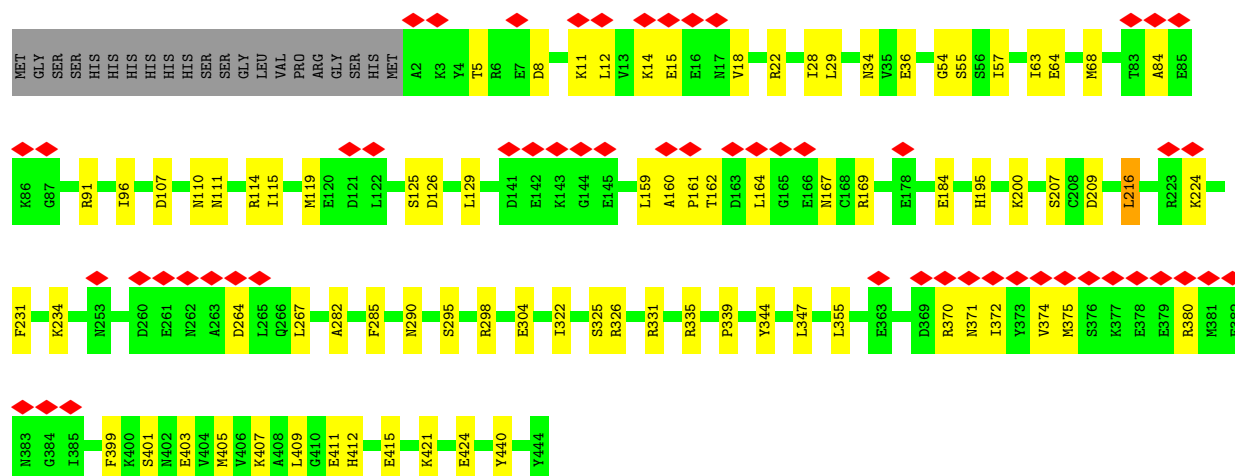 MET GLY SER SER HIS HIS HIS HIS HIS HIS SER SER GLY LEU VAL PRO ARG GLY SER HIS MET A2 K3 Y4 T5 R6 E7 D8 K11 L12 V13 K14 E15 E16 N17 V18 R22 I28 L29 N34 V35 E36 G54 S55 S56 I57 I63 E64 M68 T83 A84 E85
K86 G87 R91 I96 D107 N110 N111 R114 I115 M119 E120 D121 L122 S125 D126 L129 D141 E142 K143 G144 E145 L159 A160 P161 T162 D163 L164 G165 E166 N167 C168 R169 E178 E184 H195 K200 S207 C208 D209 L216 R223 K224
F231 K234 N253 D260 E261 N262 A263 D264 L265 Q266 L267 A282 F285 N290 S295 R298 E304 I322 S325 R326 R331 R335 P339 Y344 L347 L355 E363 D369 R370 N371 I372 Y373 V374 M375 S376 K377 E378 E379 R380 M381
N383 G384 I385 F399 K400 S401 N402 E403 V404 M405 V406 K407 A408 L409 G410 E411 H412 E415 K421 E424 Y440 Y444